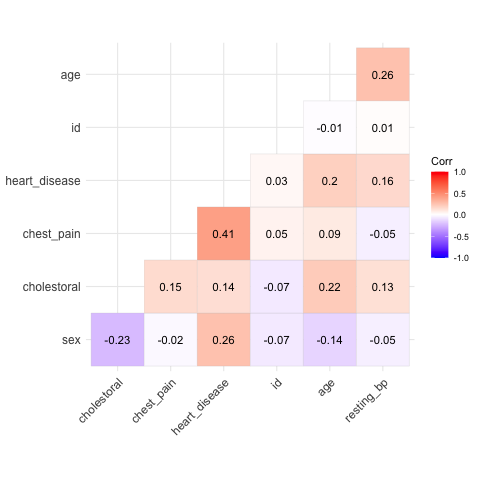 age 0.26
id -0.01 0.01
heart_disease 0.03 0.2 0.16
chest_pain 0.41 0.05 0.09 -0.05
cholestoral 0.15 0.14 -0.07 0.22 0.13
sex -0.23 -0.02 0.26 -0.07 -0.14 -0.05
cholestoral
chest_pain
heart_disease
id
age
resting_bp
Corr
1.0
0.5
0.0
-0.5
-1.0